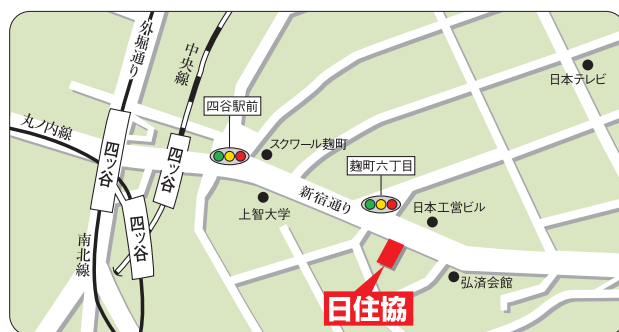 外堀通り
中央線
日本テレビ
四谷駅前
丸ノ内線
スクワール麹町
四ッ谷
四ッ谷
麹町六丁目
新宿通り
上智大学
日本工営ビル
四ッ谷
南北線
弘済会館
日住協